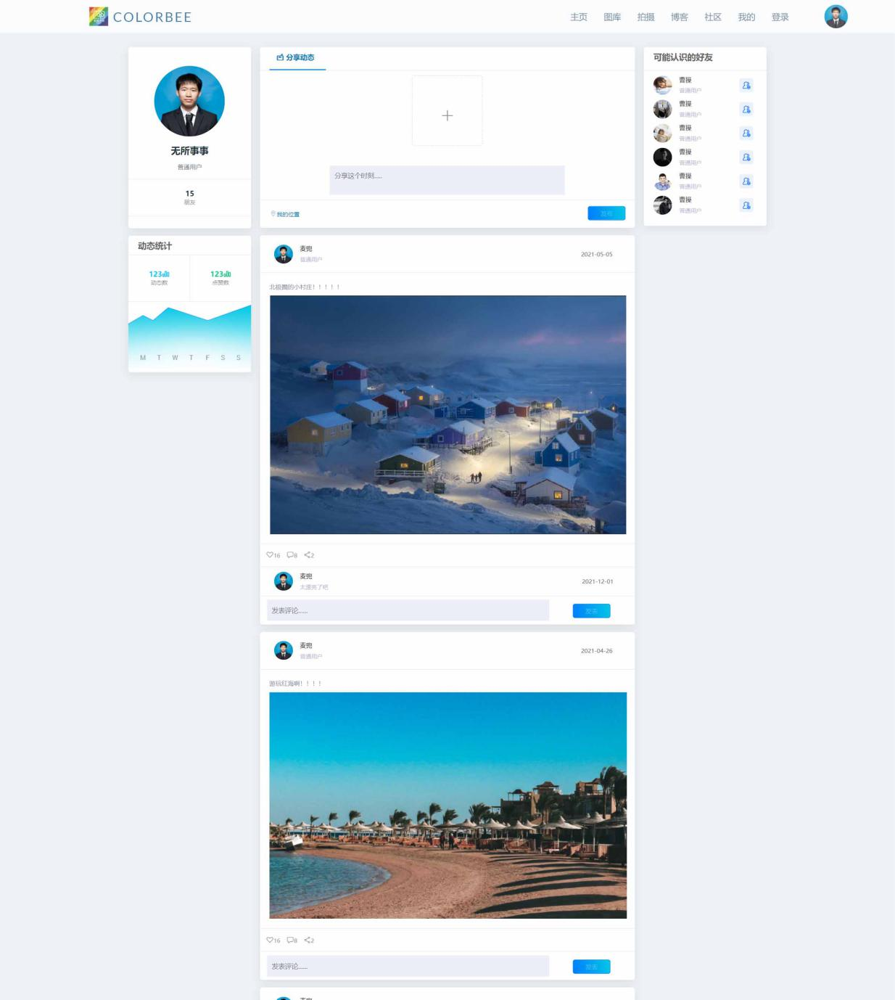 COLORBEE
主页 图库 拍摄 博客 社区 我的 登录
无所事事
普通用户
15
朋友
动态统计
123
动态数
123
点赞数
M T W T F S S
分享动态
分享这个时刻.....
我的位置
发布
麦兜
普通用户
2021-05-05
北极圈的小村庄！！！！！
16 8 2
麦兜
太漂亮了吧
2021-12-01
发表评论......
发表
麦兜
普通用户
2021-04-26
游玩红海啊！！！！
16 8 2
发表评论......
发表
可能认识的好友
曹操
普通用户
曹操
普通用户
曹操
普通用户
曹操
普通用户
曹操
普通用户
曹操
普通用户